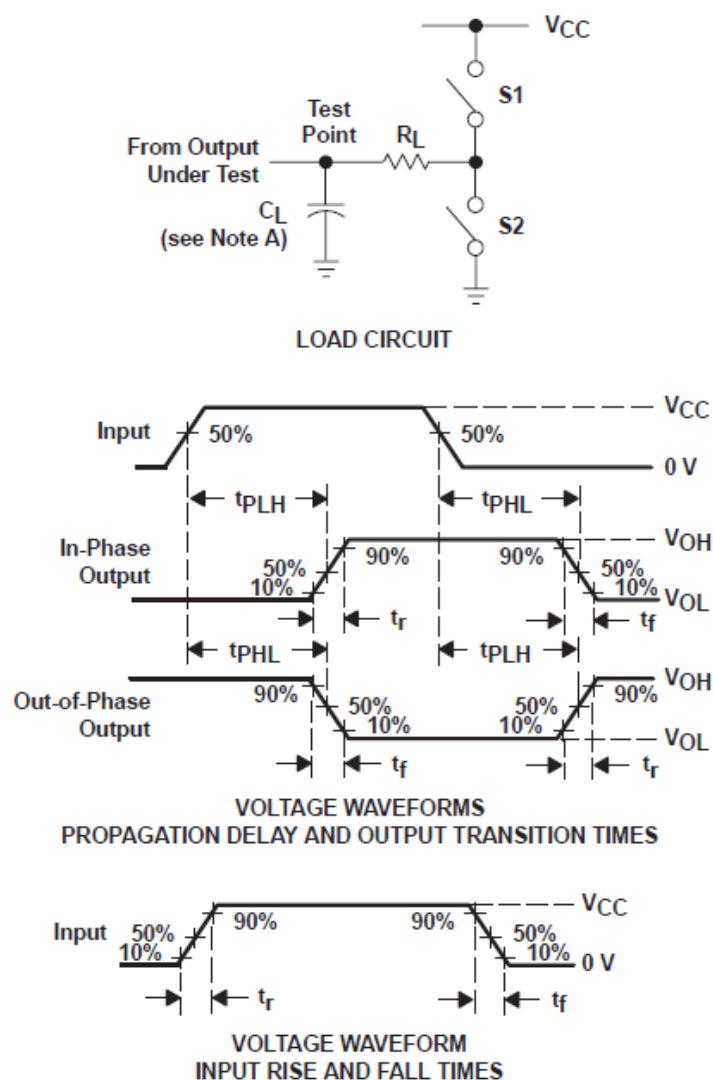 VCC
S1
Test
Point
RL
From Output
Under Test
CL
(see Note A)
S2
LOAD CIRCUIT
VCC
Input
50%
50%
0 V
tPLH
tPHL
In-Phase
Output
VOH
90%
90%
50%
50%
10%
10%
VOL
tr
tf
tPHL
tPLH
Out-of-Phase
Output
VOH
90%
90%
50%
50%
10%
10%
VOL
tf
tr
VOLTAGE WAVEFORMS
PROPAGATION DELAY AND OUTPUT TRANSITION TIMES
VCC
Input
90%
90%
50%
50%
10%
10%
0 V
tr
tf
VOLTAGE WAVEFORM
INPUT RISE AND FALL TIMES